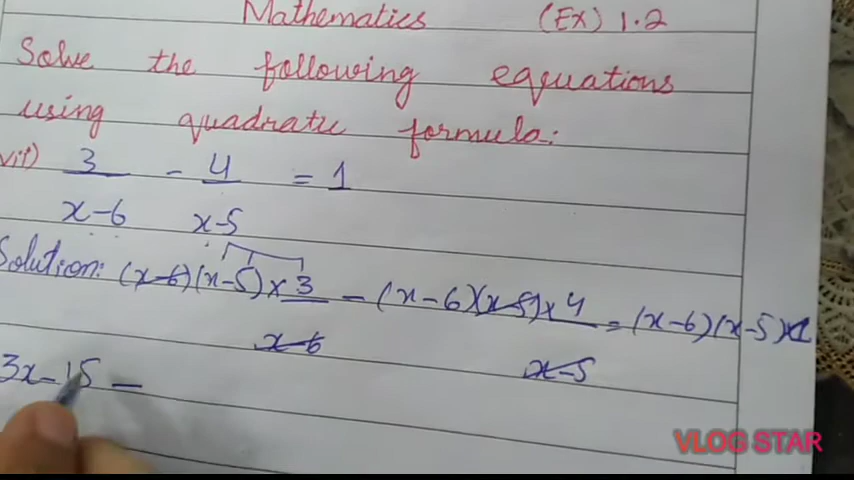 Mathematics (Ex) 1.2
Solve the following equations
using quadratic formula:
vii) 3/x-6 - 4/x-5 = 1
Solution: (x-6)(x-5)×3/x-6 - (x-6)(x-5)×4/x-5 = (x-6)(x-5)×1
3x-15 -
VLOG STAR